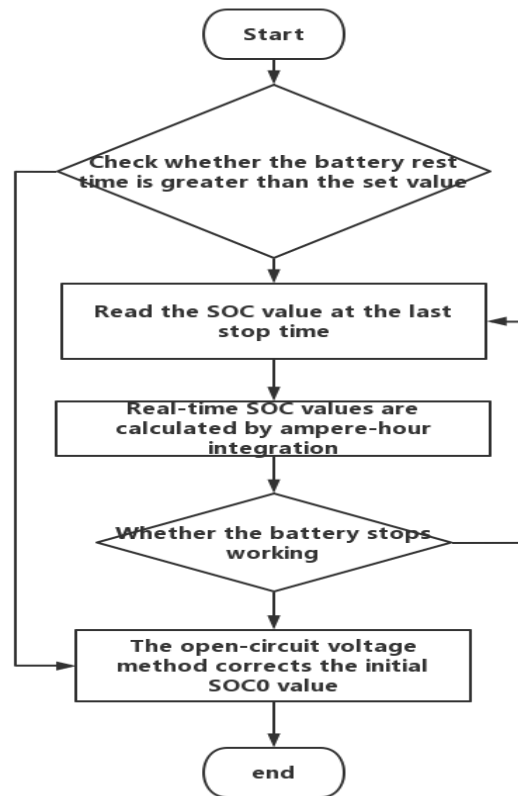 Start
Check whether the battery rest
time is greater than the set value
Read the SOC value at the last
stop time
Real-time SOC values are
calculated by ampere-hour
integration
Whether the battery stops
working
The open-circuit voltage
method corrects the initial
SOC0 value
end